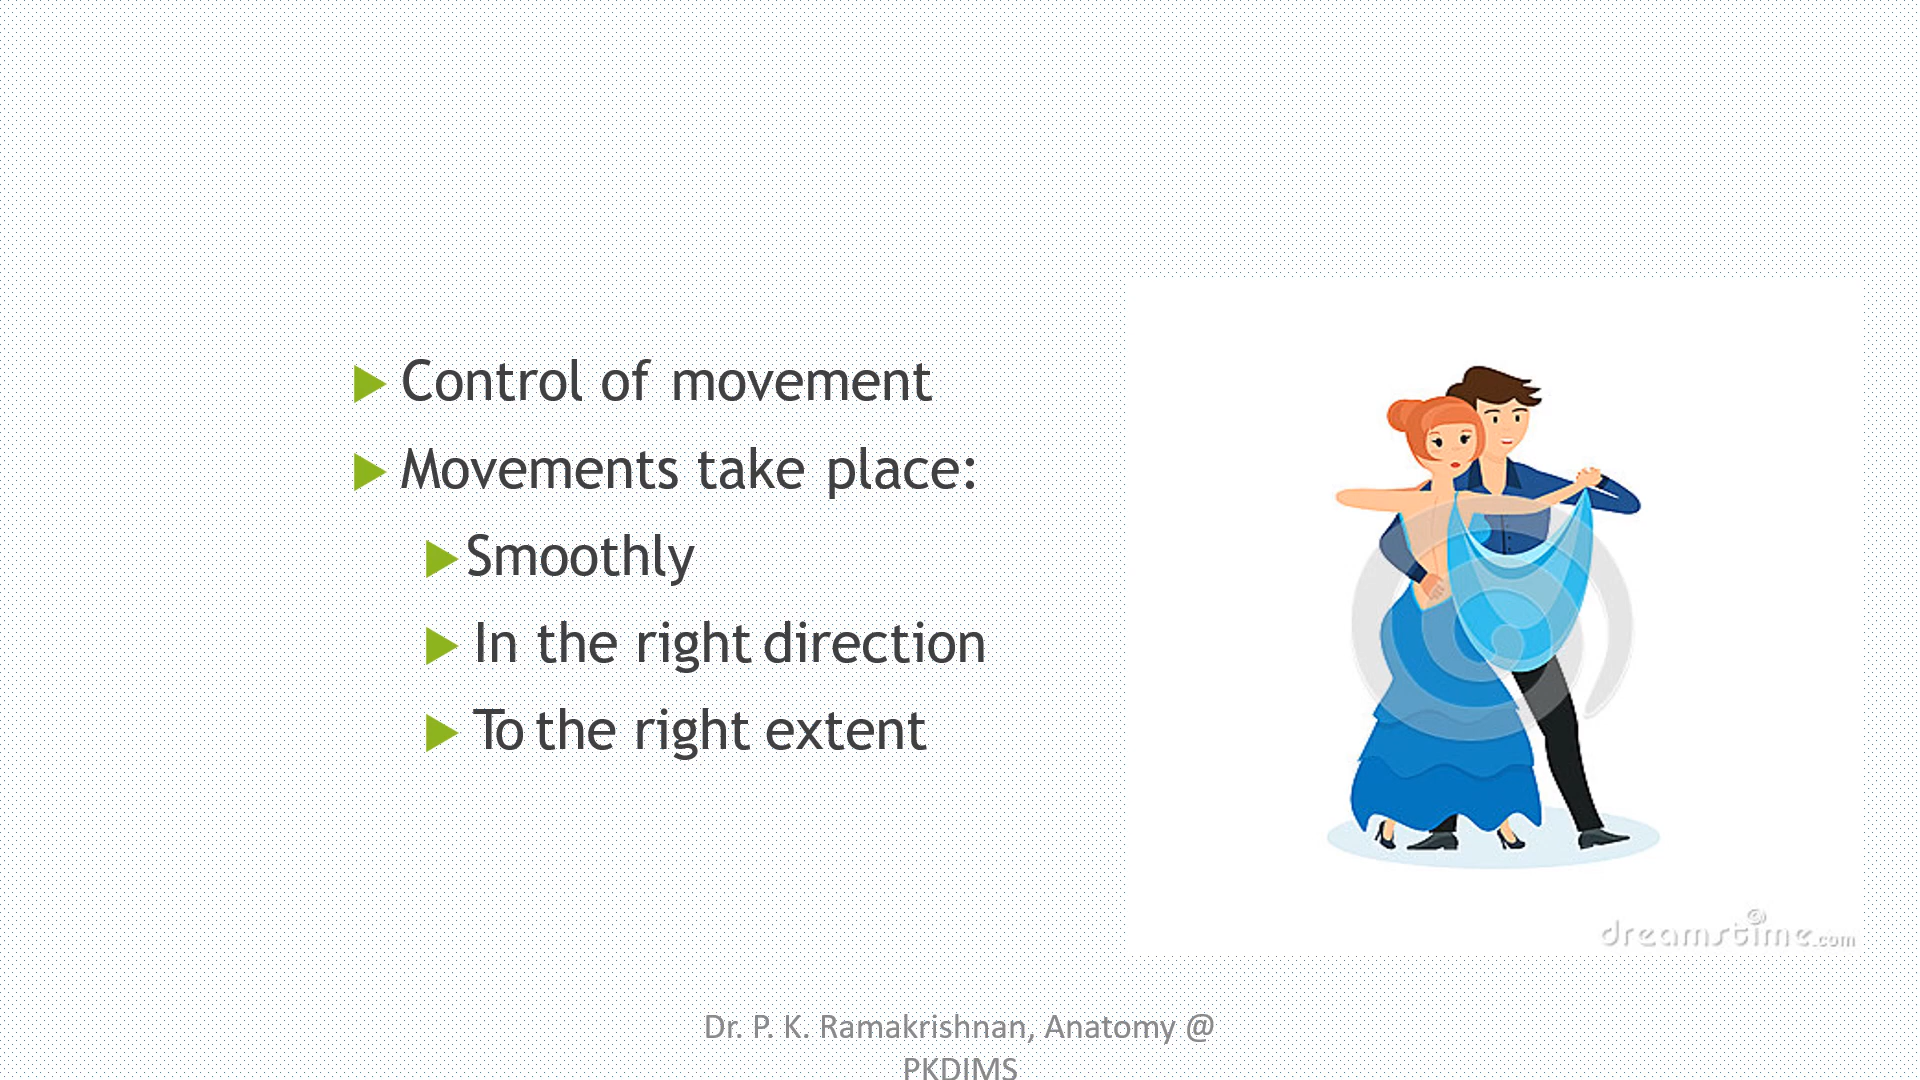 Control of movement
Movements take place:
Smoothly
In the right direction
To the right extent
dreamstime.com
Dr. P. K. Ramakrishnan, Anatomy @
PKDIMS